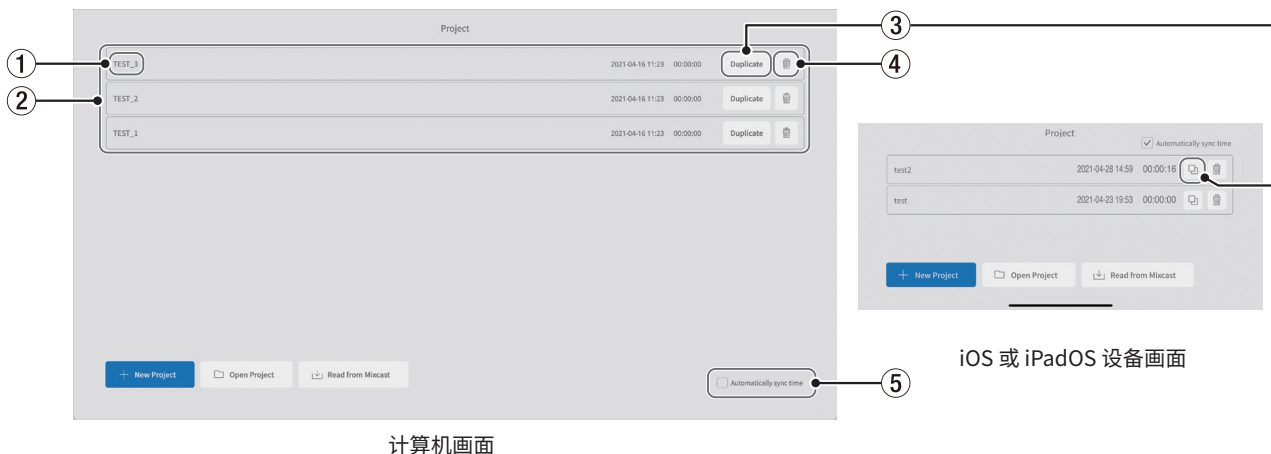 Project
③
①
TEST_3
2021-04-16 11:23 00:00:00
Duplicate
④
②
TEST_2
2021-04-16 11:23 00:00:00
Duplicate
TEST_1
2021-04-16 11:23 00:00:00
Duplicate
+ New Project
Open Project
Read from Mixcast
Automatically sync time
⑤
计算机画面
Project
Automatically sync time
test2
2021-04-28 14:59 00:00:16
test
2021-04-23 19:53 00:00:00
+ New Project
Open Project
Read from Mixcast
iOS 或 iPadOS 设备画面